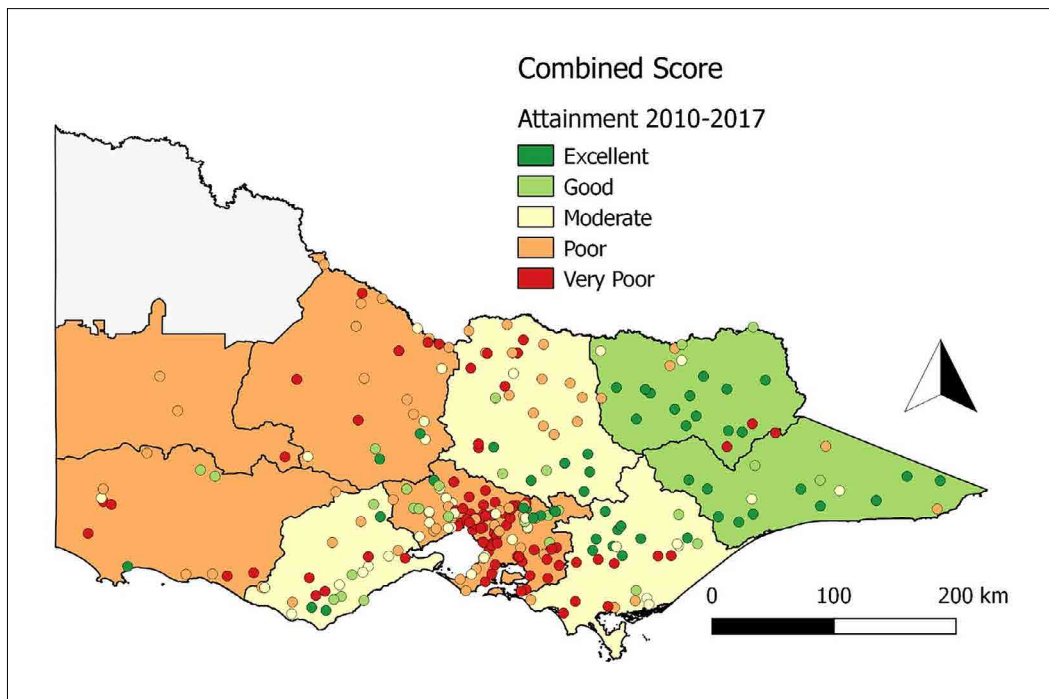 Combined Score
Attainment 2010-2017
Excellent
Good
Moderate
Poor
Very Poor
0 100 200 km